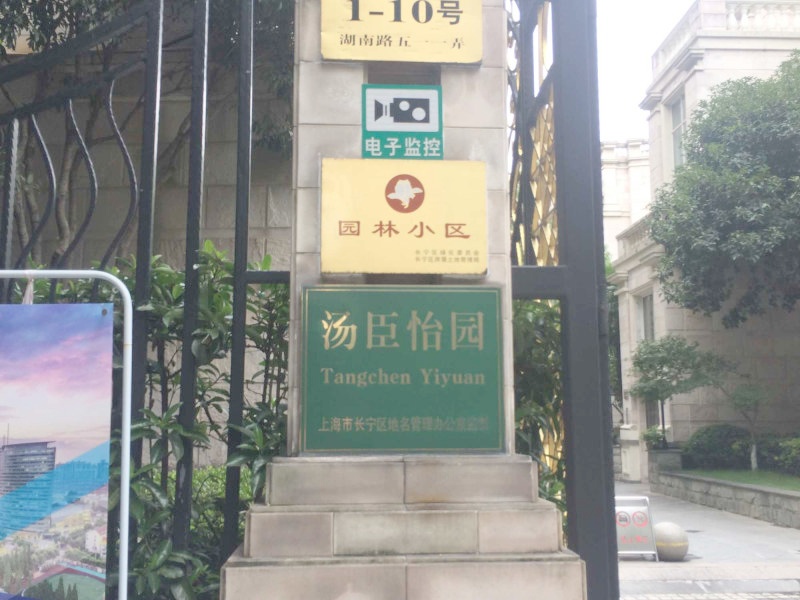 1-10号
湖南路五一一弄
电子监控
园林小区
汤臣怡园
Tangchen Yiyuan
上海市长宁区地名管理办公室监制